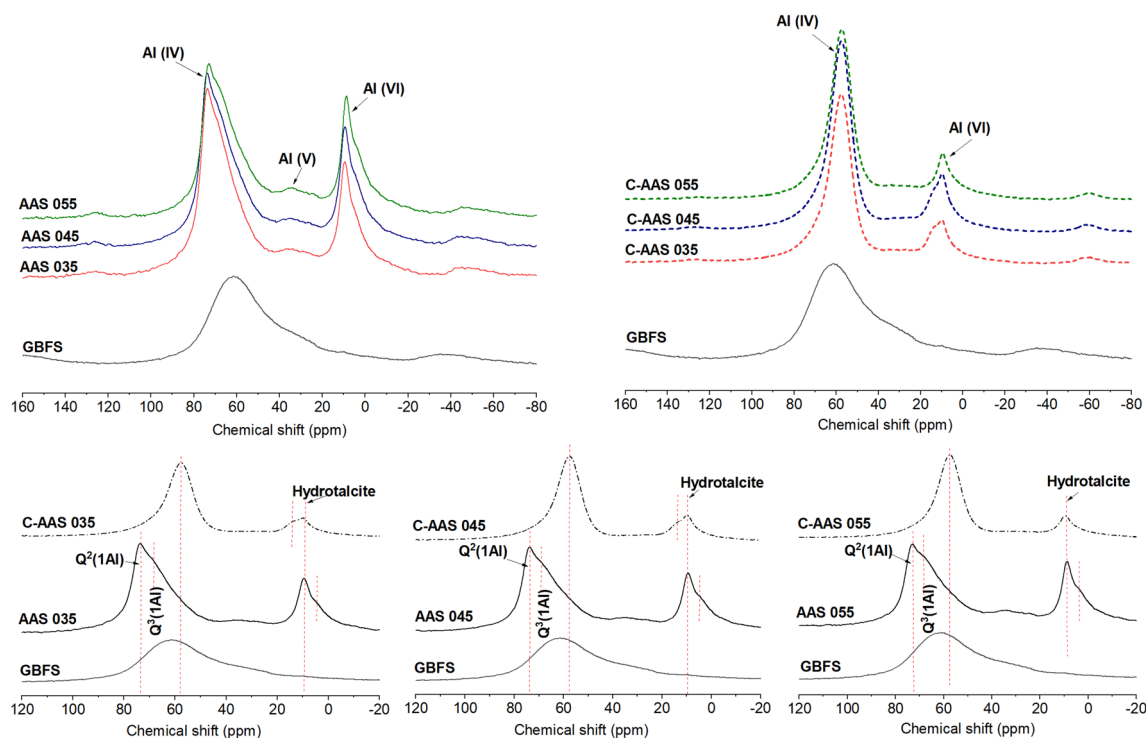 Al (IV)
Al (VI)
Al (V)
AAS 055
AAS 045
AAS 035
GBFS
160 140 120 100 80 60 40 20 0 -20 -40 -60 -80
Chemical shift (ppm)
Al (IV)
Al (VI)
C-AAS 055
C-AAS 045
C-AAS 035
GBFS
160 140 120 100 80 60 40 20 0 -20 -40 -60 -80
Chemical shift (ppm)
Hydrotalcite
C-AAS 035
Q²(1Al)
Q³(1Al)
AAS 035
GBFS
120 100 80 60 40 20 0 -20
Chemical shift (ppm)
Hydrotalcite
C-AAS 045
Q²(1Al)
Q³(1Al)
AAS 045
GBFS
120 100 80 60 40 20 0 -20
Chemical shift (ppm)
Hydrotalcite
C-AAS 055
Q²(1Al)
Q³(1Al)
AAS 055
GBFS
120 100 80 60 40 20 0 -20
Chemical shift (ppm)